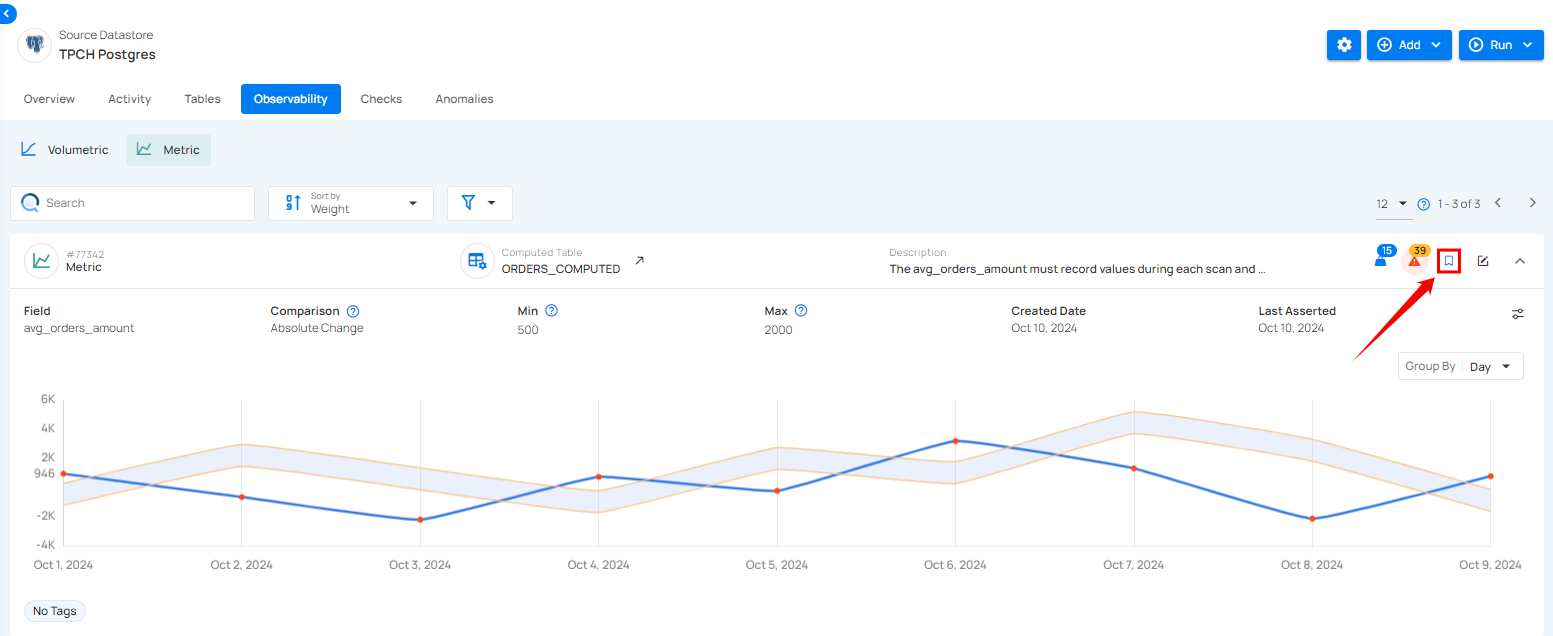 Source Datastore
TPCH Postgres
Add
Run
Overview
Activity
Tables
Observability
Checks
Anomalies
Volumetric
Metric
Search
Sort by
Weight
12
1 - 3 of 3
#77342
Metric
Computed Table
ORDERS_COMPUTED
Description
The avg_orders_amount must record values during each scan and ...
15
39
Field
avg_orders_amount
Comparison
Absolute Change
Min
500
Max
2000
Created Date
Oct 10, 2024
Last Asserted
Oct 10, 2024
Group By Day
6K
4K
2K
946
-2K
-4K
Oct 1, 2024
Oct 2, 2024
Oct 3, 2024
Oct 4, 2024
Oct 5, 2024
Oct 6, 2024
Oct 7, 2024
Oct 8, 2024
Oct 9, 2024
No Tags